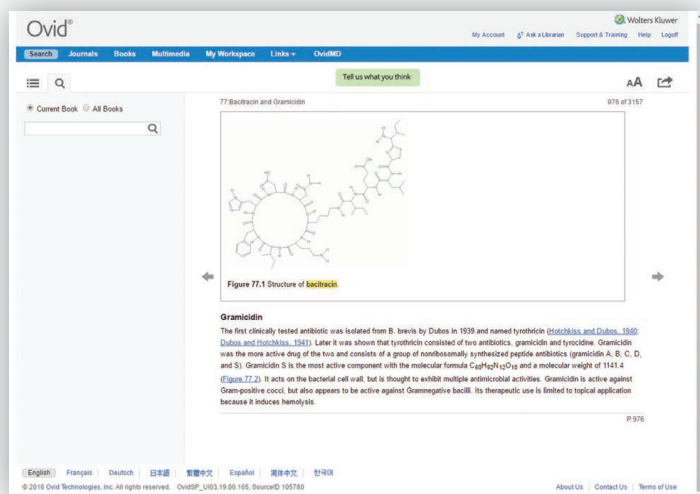 Ovid®
Wolters Kluwer
My Account Ask a Librarian Support & Training Help Logoff
Search Journals Books Multimedia My Workspace Links OvidMD
Tell us what you think
AA
Current Book All Books
77:Bacitracin and Gramicidin 976 of 3157
Figure 77.1 Structure of bacitracin.
Gramicidin
The first clinically tested antibiotic was isolated from B. brevis by Dubos in 1939 and named tyrothricin (Hotchkiss and Dubos, 1940;
Dubos and Hotchkiss, 1941). Later it was shown that tyrothricin consisted of two antibiotics, gramicidin and tyrocidine. Gramicidin
was the more active drug of the two and consists of a group of nonribosomally synthesized peptide antibiotics (gramicidin A, B, C, D,
and S). Gramicidin S is the most active component with the molecular formula C60H92N12O10 and a molecular weight of 1141.4
(Figure 77.2). It acts on the bacterial cell wall, but is thought to exhibit multiple antimicrobial activities. Gramicidin is active against
Gram-positive cocci, but also appears to be active against Gramnegative bacilli. Its therapeutic use is limited to topical application
because it induces hemolysis.
P.976
English Français Deutsch 日本語 繁體中文 Español 简体中文 한국어
© 2016 Ovid Technologies, Inc. All rights reserved. OvidSP_UI03.19.00.165, SourceID 105780
About Us Contact Us Terms of Use